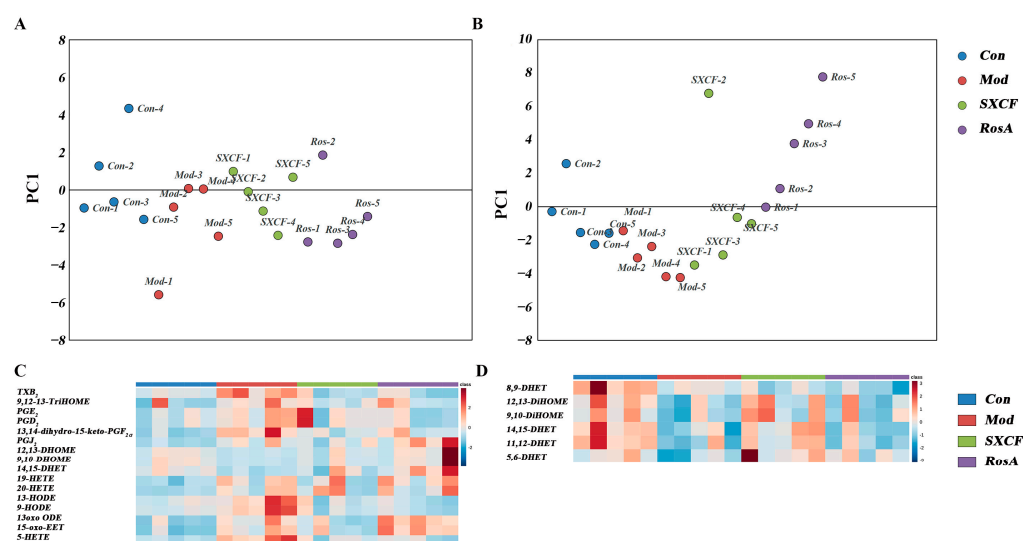 A
B
8
6
4
2
0
−2
−4
−6
−8
PC1
Con-4
Con-2
Con-3
Con-1
Con-5
Mod-3
Mod-4
Mod-2
Mod-5
Mod-1
SXCF-1
SXCF-2
SXCF-3
SXCF-4
SXCF-5
Ros-2
Ros-5
Ros-4
Ros-3
Ros-1
10
8
6
4
2
0
−2
−4
−6
−8
PC1
SXCF-2
Ros-5
Ros-4
Ros-3
Ros-2
Ros-1
Con-2
Con-1
Con-5
Con-4
Mod-1
Mod-3
Mod-2
Mod-4
Mod-5
SXCF-4
SXCF-5
SXCF-3
SXCF-1
Con
Mod
SXCF
RosA
C
TXB2
9,12-13-TriHOME
PGE2
PGD2
13,14-dihydro-15-keto-PGF2α
PGJ2
12,13-DHOME
9,10 DHOME
14,15-DHET
19-HETE
20-HETE
13-HODE
9-HODE
13oxo ODE
15-oxo-EET
5-HETE
class
D
8,9-DHET
12,13-DiHOME
9,10-DiHOME
14,15-DHET
11,12-DHET
5,6-DHET
class
Con
Mod
SXCF
RosA